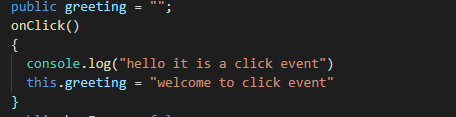 public greeting = "";
onClick()
{
console.log("hello it is a click event")
this.greeting = "welcome to click event"
}